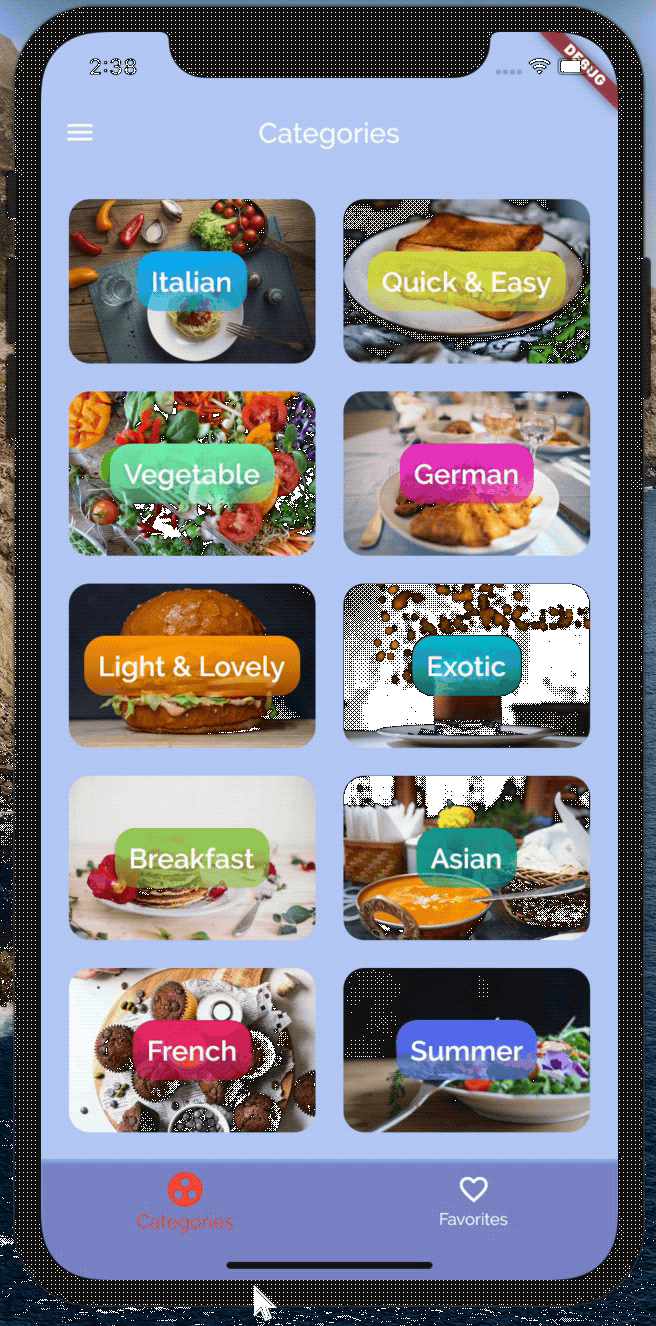 2:38
DEBUG
Categories
Italian
Quick & Easy
Vegetable
German
Light & Lovely
Exotic
Breakfast
Asian
French
Summer
Categories
Favorites